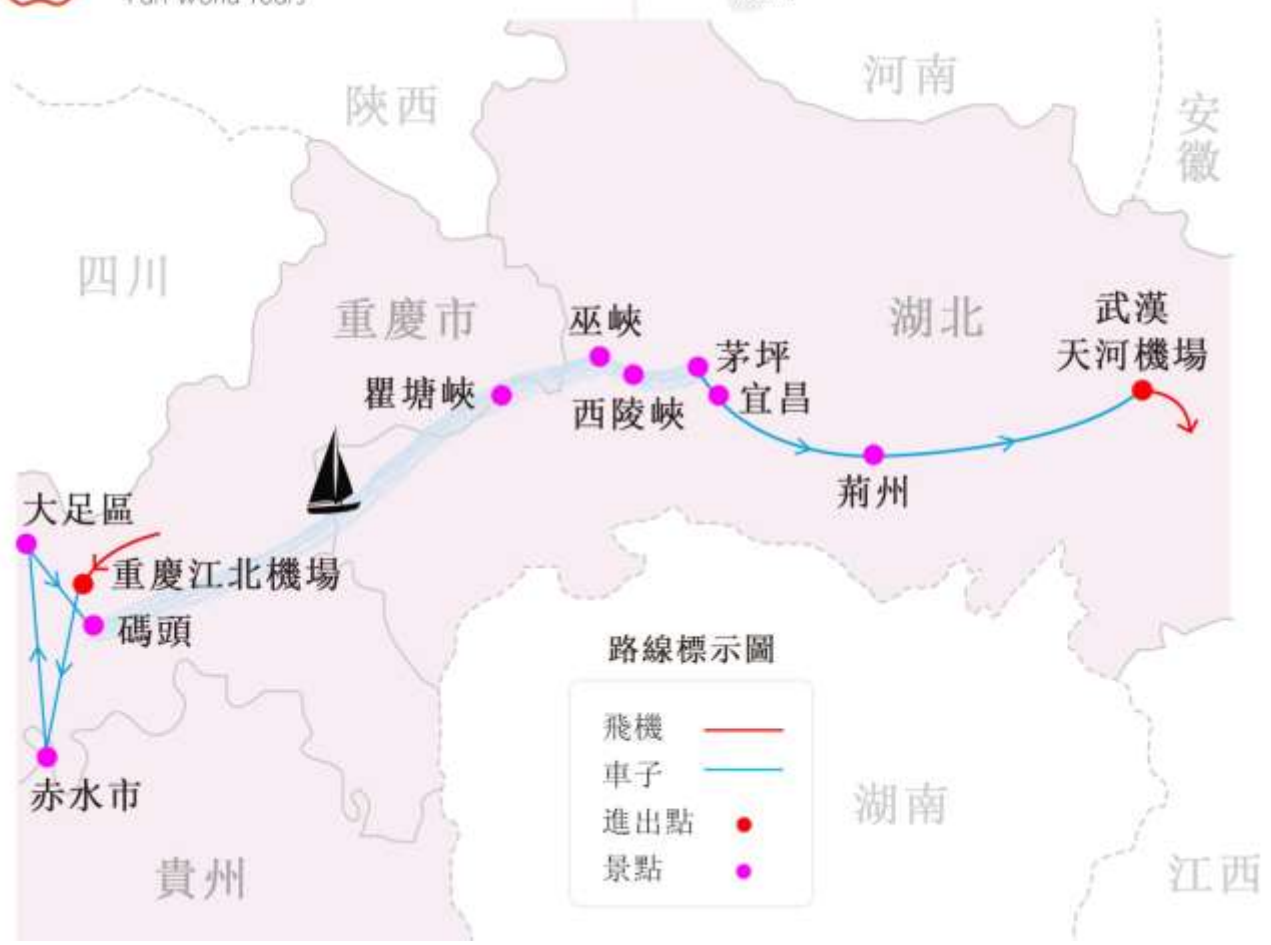 陝西
河南
安徽
四川
重慶市
湖北
武漢
天河機場
巫峽
茅坪
瞿塘峽
宜昌
西陵峽
荊州
大足區
重慶江北機場
碼頭
赤水市
貴州
湖南
江西
路線標示圖
飛機
車子
進出點
景點